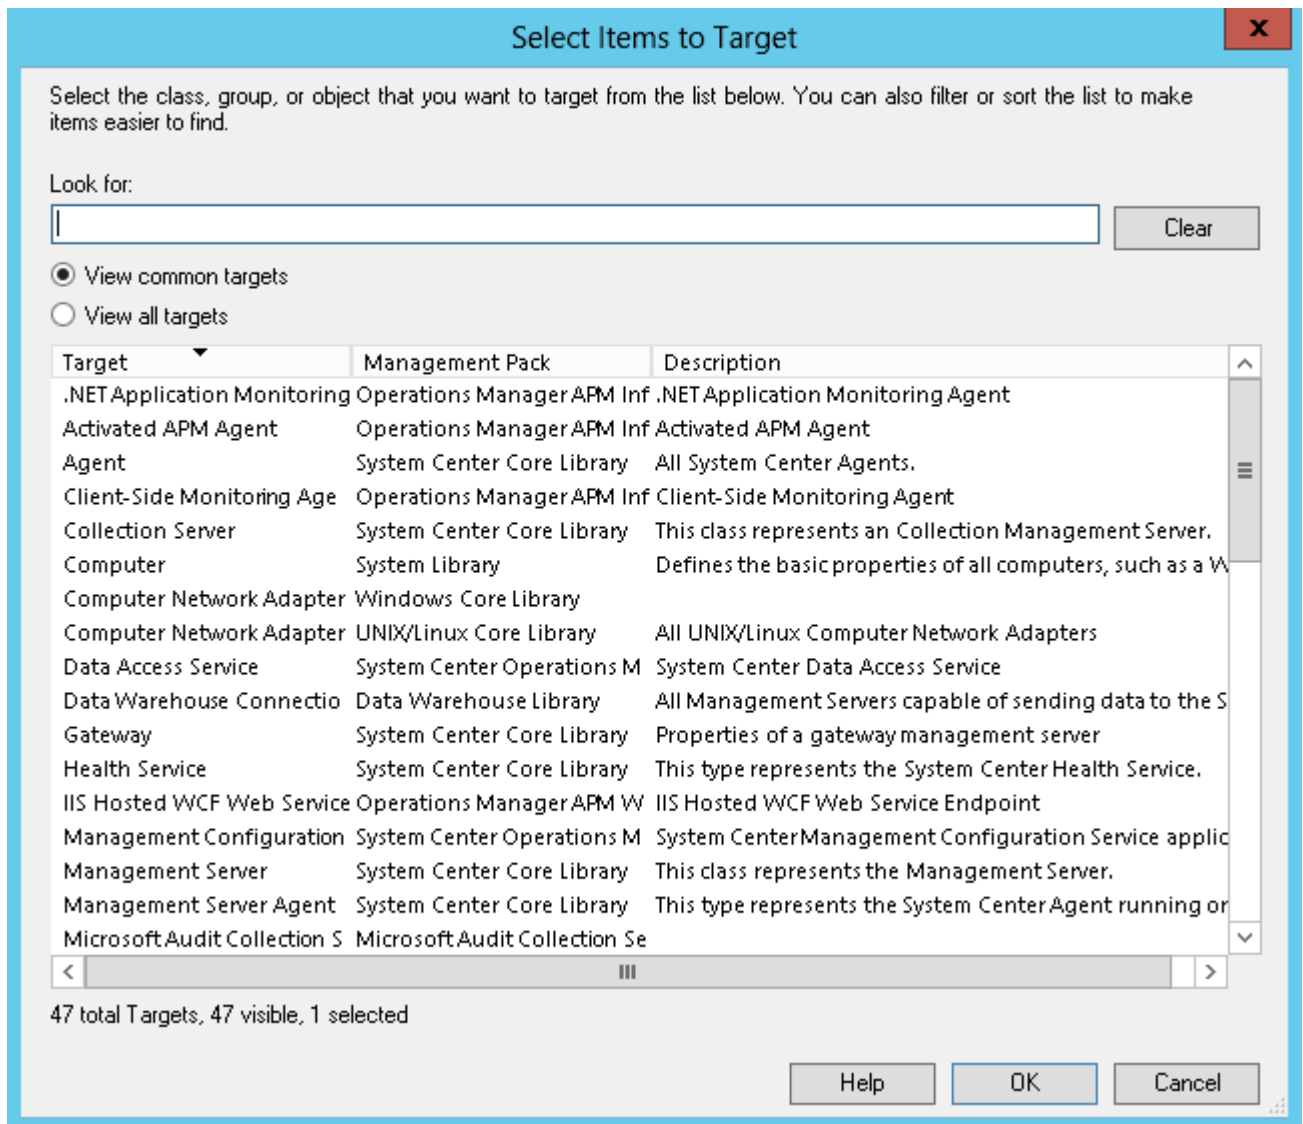 Select Items to Target
x
Select the class, group, or object that you want to target from the list below. You can also filter or sort the list to make
items easier to find.
Look for:
Clear
View common targets
View all targets
Target Management Pack Description
.NET Application Monitoring Operations Manager APM Inf .NET Application Monitoring Agent
Activated APM Agent Operations Manager APM Inf Activated APM Agent
Agent System Center Core Library All System Center Agents.
Client-Side Monitoring Age Operations Manager APM Inf Client-Side Monitoring Agent
Collection Server System Center Core Library This class represents an Collection Management Server.
Computer System Library Defines the basic properties of all computers, such as a W
Computer Network Adapter Windows Core Library
Computer Network Adapter UNIX/Linux Core Library All UNIX/Linux Computer Network Adapters
Data Access Service System Center Operations M System Center Data Access Service
Data Warehouse Connectio Data Warehouse Library All Management Servers capable of sending data to the S
Gateway System Center Core Library Properties of a gateway management server
Health Service System Center Core Library This type represents the System Center Health Service.
IIS Hosted WCF Web Service Operations Manager APM W IIS Hosted WCF Web Service Endpoint
Management Configuration System Center Operations M System Center Management Configuration Service applic
Management Server System Center Core Library This class represents the Management Server.
Management Server Agent System Center Core Library This type represents the System Center Agent running or
Microsoft Audit Collection S Microsoft Audit Collection Se
47 total Targets, 47 visible, 1 selected
Help OK Cancel